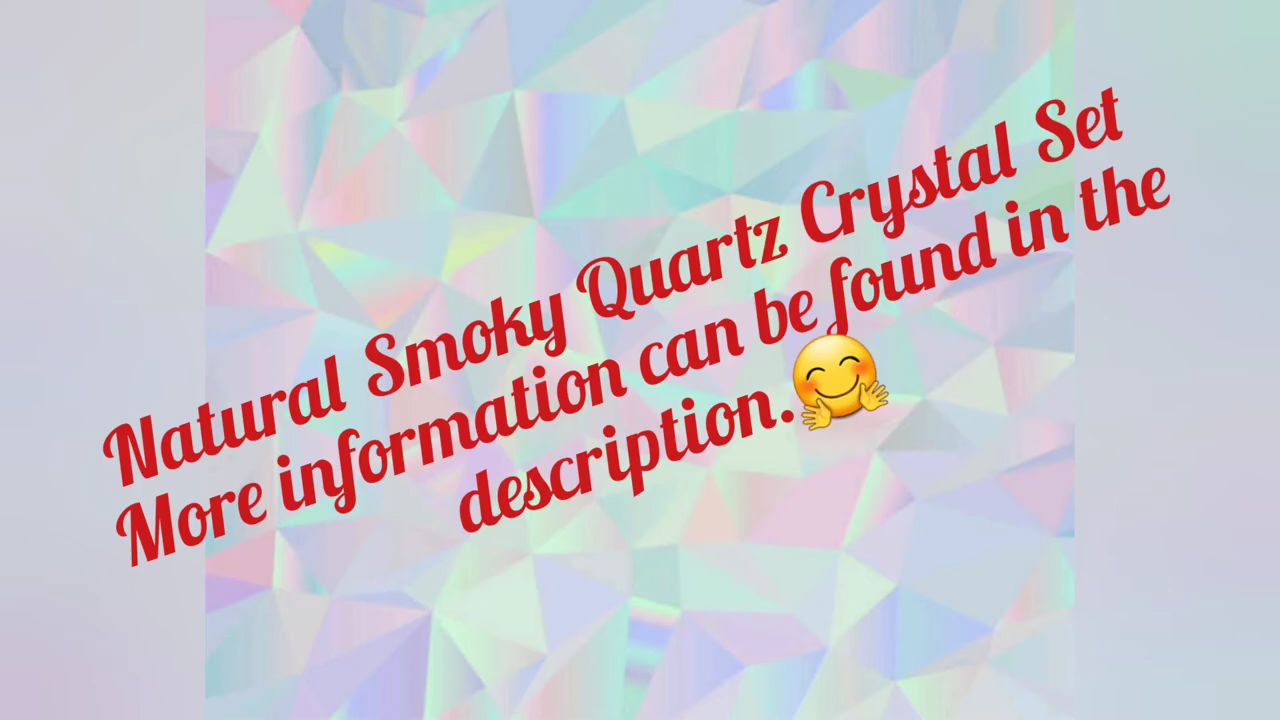 Natural Smoky Quartz Crystal Set
More information can be found in the
description.🤗